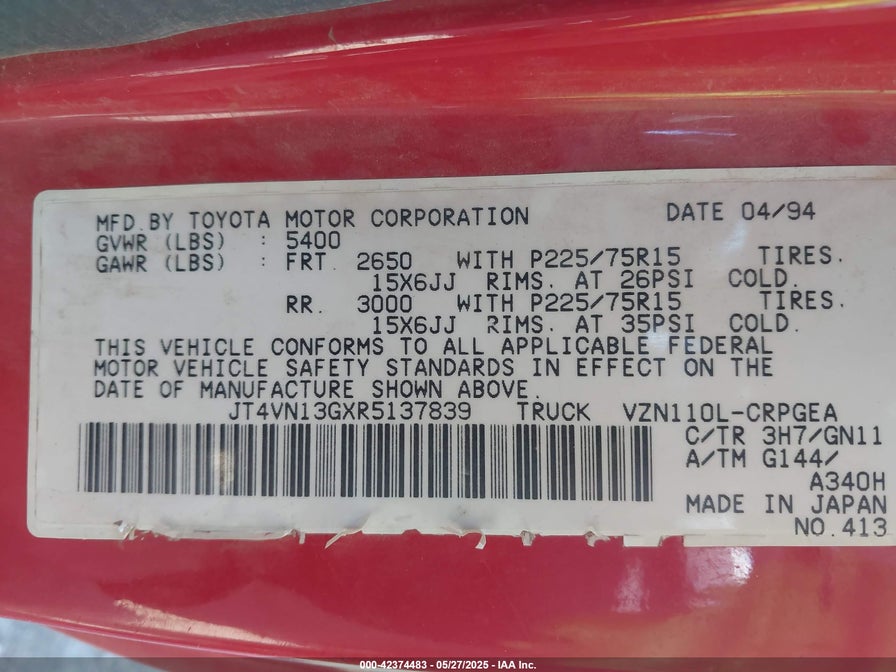 MFD.BY TOYOTA MOTOR CORPORATION DATE 04/94
GVWR (LBS) : 5400
GAWR (LBS) : FRT. 2650 WITH P225/75R15 TIRES.
15X6JJ RIMS. AT 26PSI COLD.
RR. 3000 WITH P225/75R15 TIRES.
15X6JJ RIMS. AT 35PSI COLD.
THIS VEHICLE CONFORMS TO ALL APPLICABLE FEDERAL
MOTOR VEHICLE SAFETY STANDARDS IN EFFECT ON THE
DATE OF MANUFACTURE SHOWN ABOVE.
JT4VN13GXR5137839 TRUCK VZN110L-CRPGEA
C/TR 3H7/GN11
A/TM G144/
A340H
MADE IN JAPAN
NO.413
000-42374483 - 05/27/2025 - IAA Inc.